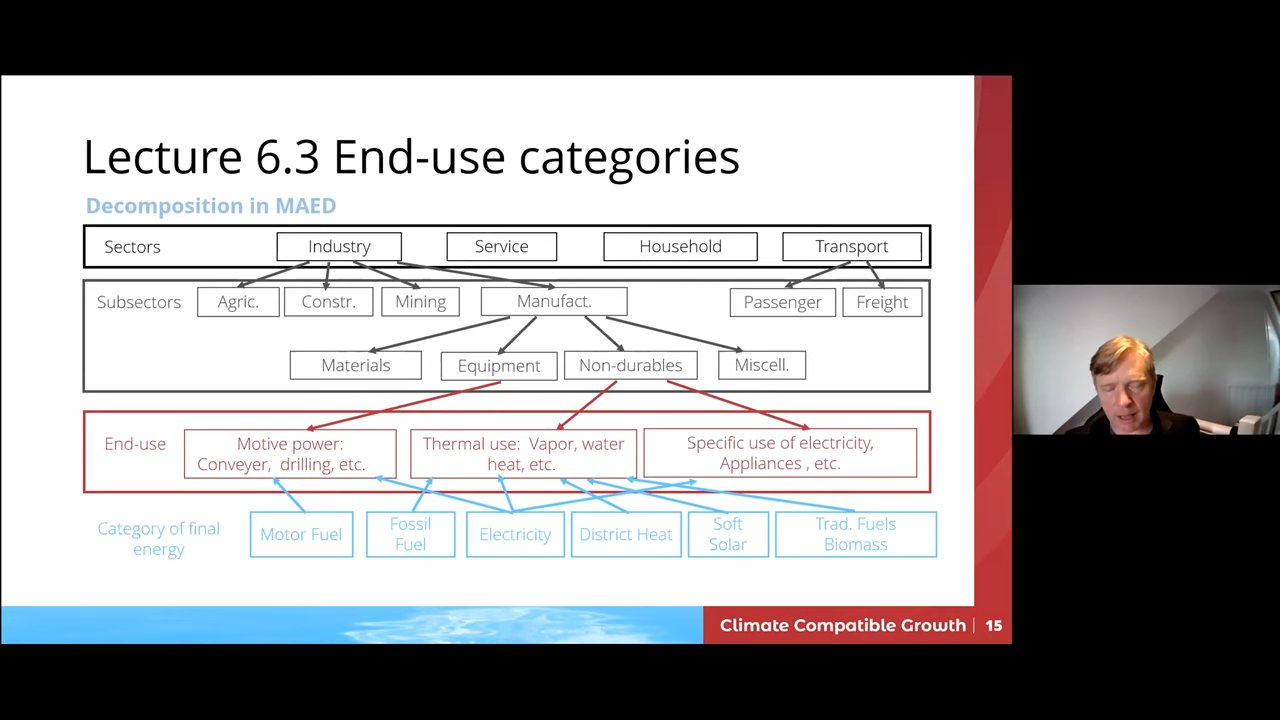 Lecture 6.3 End-use categories
Decomposition in MAED
Sectors
Industry
Service
Household
Transport
Subsectors
Agric.
Constr.
Mining
Manufact.
Passenger
Freight
Materials
Equipment
Non-durables
Miscell.
End-use
Motive power:
Conveyer, drilling, etc.
Thermal use: Vapor, water
heat, etc.
Specific use of electricity,
Appliances , etc.
Category of final
energy
Motor Fuel
Fossil
Fuel
Electricity
District Heat
Soft
Solar
Trad. Fuels
Biomass
Climate Compatible Growth
15